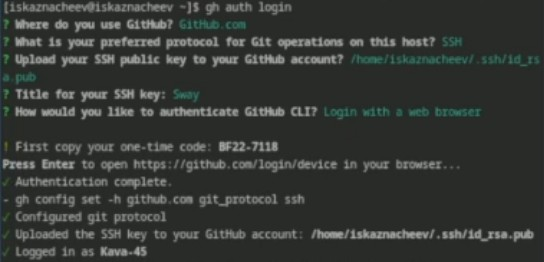 [iskaznacheev@iskaznacheev ~]$ gh auth login
? Where do you use GitHub? GitHub.com
? What is your preferred protocol for Git operations on this host? SSH
? Upload your SSH public key to your GitHub account? /home/iskaznacheev/.ssh/id_rs
a.pub
? Title for your SSH key: Sway
? How would you like to authenticate GitHub CLI? Login with a web browser
! First copy your one-time code: BF22-7118
Press Enter to open https://github.com/login/device in your browser...
✓ Authentication complete.
- gh config set -h github.com git_protocol ssh
✓ Configured git protocol
✓ Uploaded the SSH key to your GitHub account: /home/iskaznacheev/.ssh/id_rsa.pub
✓ Logged in as Kava-45